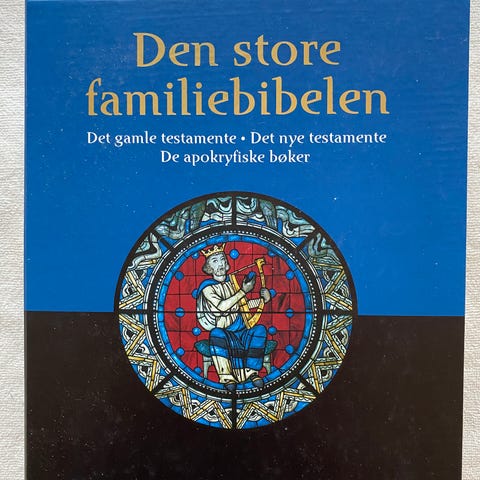 Den store
familiebibelen
Det gamle testamente • Det nye testamente
De apokryfiske bøker